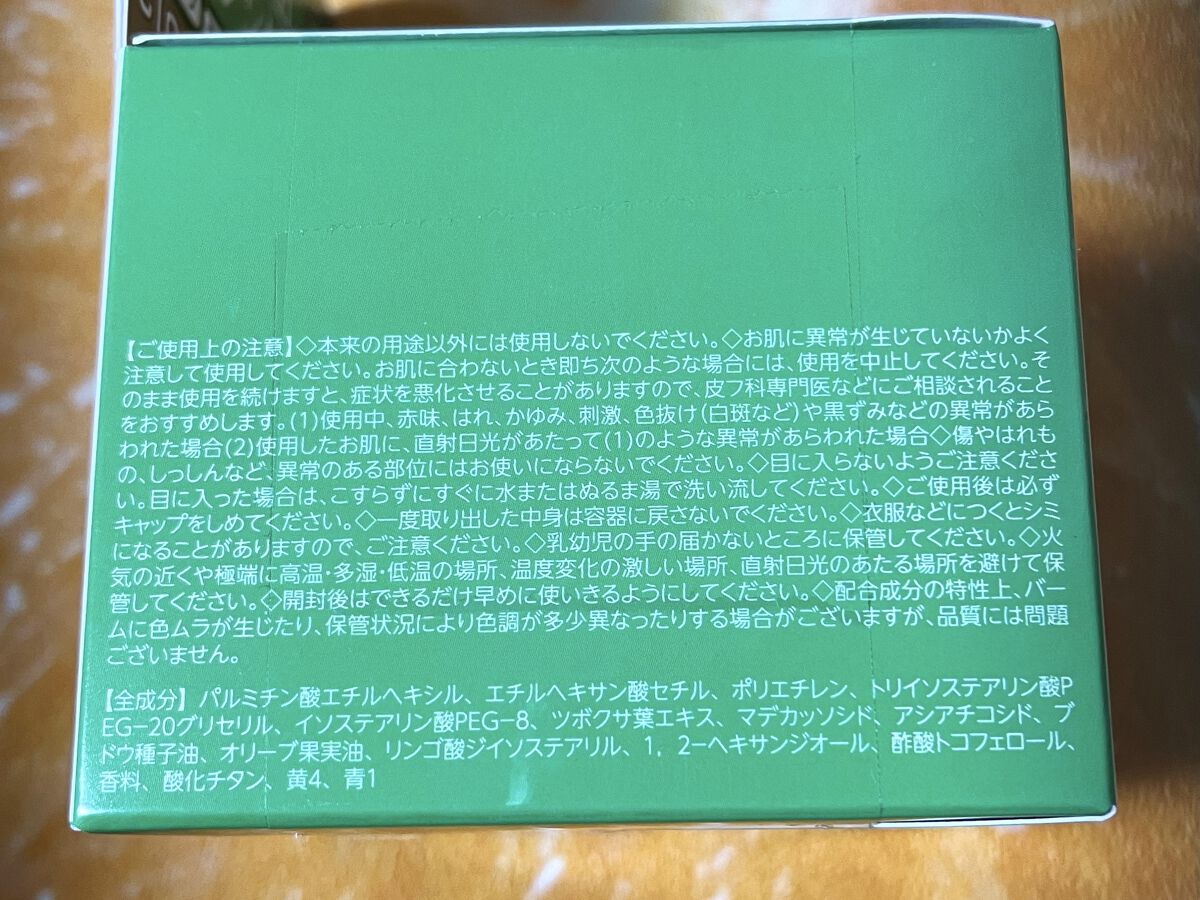 【ご使用上の注意】◇本来の用途以外には使用しないでください。◇お肌に異常が生じていないかよく
注意して使用してください。お肌に合わないとき即ち次のような場合には、使用を中止してください。そ
のまま使用を続けますと、症状を悪化させることがありますので、皮フ科専門医などにご相談されること
をおすすめします。(1)使用中、赤味、はれ、かゆみ、刺激、色抜け(白斑など)や黒ずみなどの異常があら
われた場合(2)使用したお肌に、直射日光があたって(1)のような異常があらわれた場合◇傷やはれも
の、しっしんなど、異常のある部位にはお使いにならないでください。◇目に入らないようご注意くださ
い。目に入った場合は、こすらずにすぐに水またはぬるま湯で洗い流してください。◇ご使用後は必ず
キャップをしめてください。◇一度取り出した中身は容器に戻さないでください。◇衣服などにつくとシミ
になることがありますので、ご注意ください。◇乳幼児の手の届かないところに保管してください。◇火
気の近くや極端に高温・多湿・低温の場所、温度変化の激しい場所、直射日光のあたる場所を避けて保
管してください。◇開封後はできるだけ早めに使いきるようにしてください。◇配合成分の特性上、バー
ムに色ムラが生じたり、保管状況により色調が多少異なったりする場合がございますが、品質には問題
ございません。
【全成分】パルミチン酸エチルヘキシル、エチルヘキサン酸セチル、ポリエチレン、トリイソステアリン酸P
EG−20グリセリル、イソステアリン酸PEG−8、ツボクサ葉エキス、マデカッソシド、アシアチコシド、ブ
ドウ種子油、オリーブ果実油、リンゴ酸ジイソステアリル、1，2−ヘキサンジオール、酢酸トコフェロール、
香料、酸化チタン、黄4、青1